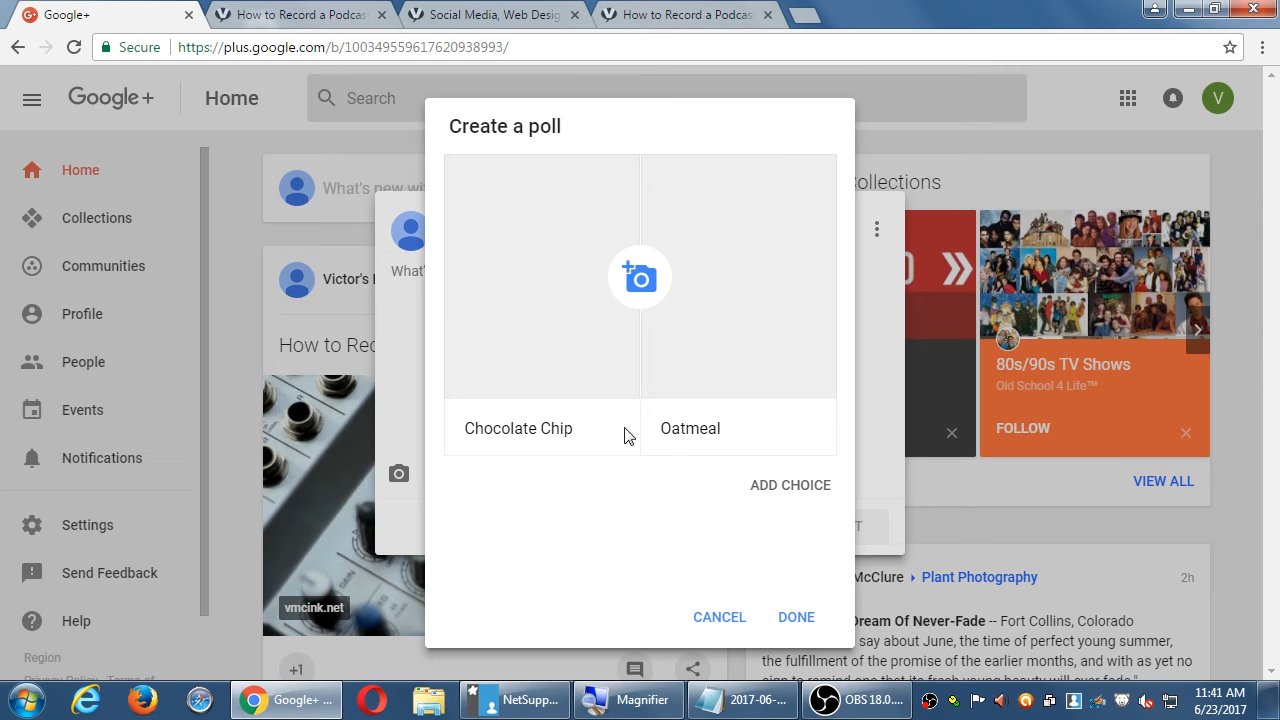 Google+
How to Record a Podcas
Social Media, Web Desig
How to Record a Podcas
Secure
https://plus.google.com/b/100349559617620938993/
Google+
Home
Search
V
Home
Collections
Communities
Profile
People
Events
Notifications
Settings
Send Feedback
Help
Region
What's new wi
Victor's
How to Rec
vmcink.net
+1
What'
Create a poll
Chocolate Chip
Oatmeal
ADD CHOICE
CANCEL
DONE
T
ollections
80s/90s TV Shows
Old School 4 Life™
FOLLOW
VIEW ALL
McClure
Plant Photography
2h
ream Of Never-Fade -- Fort Collins, Colorado
say about June, the time of perfect young summer,
the fulfillment of the promise of the earlier months, and with as yet no
Google+ ...
NetSupp...
Magnifier
2017-06-...
OBS 18.0....
11:41 AM
6/23/2017